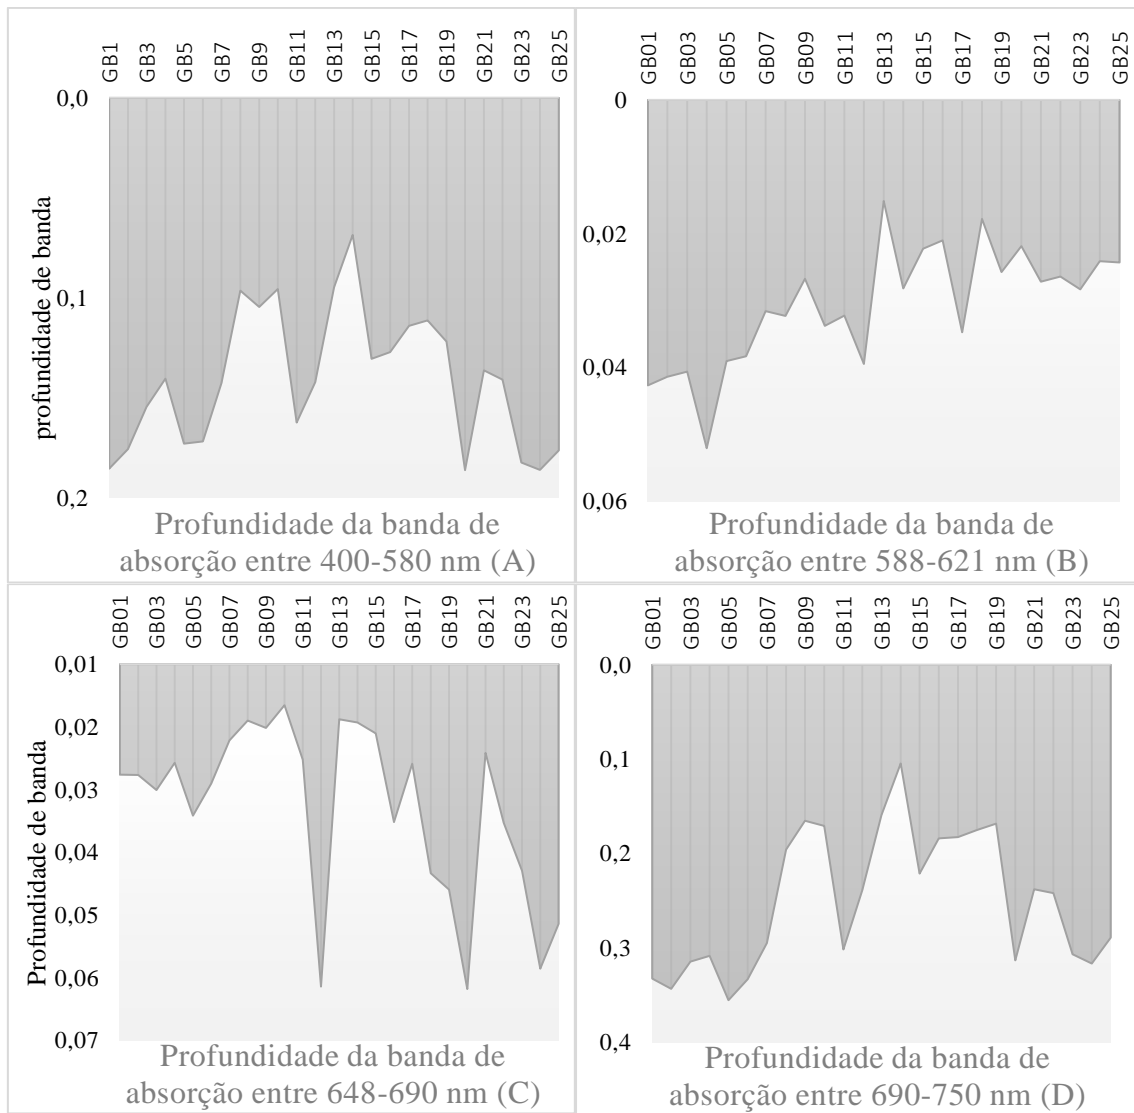 GB1 GB3 GB5 GB7 GB9 GB11 GB13 GB15 GB17 GB19 GB21 GB23 GB25
0,0
0,1
0,2
profundidade de banda
Profundidade da banda de
absorção entre 400-580 nm (A)
GB01 GB03 GB05 GB07 GB09 GB11 GB13 GB15 GB17 GB19 GB21 GB23 GB25
0
0,02
0,04
0,06
Profundidade da banda de
absorção entre 588-621 nm (B)
GB01 GB03 GB05 GB07 GB09 GB11 GB13 GB15 GB17 GB19 GB21 GB23 GB25
0,01
0,02
0,03
0,04
0,05
0,06
0,07
Profundidade de banda
Profundidade da banda de
absorção entre 648-690 nm (C)
GB01 GB03 GB05 GB07 GB09 GB11 GB13 GB15 GB17 GB19 GB21 GB23 GB25
0,0
0,1
0,2
0,3
0,4
Profundidade da banda de
absorção entre 690-750 nm (D)